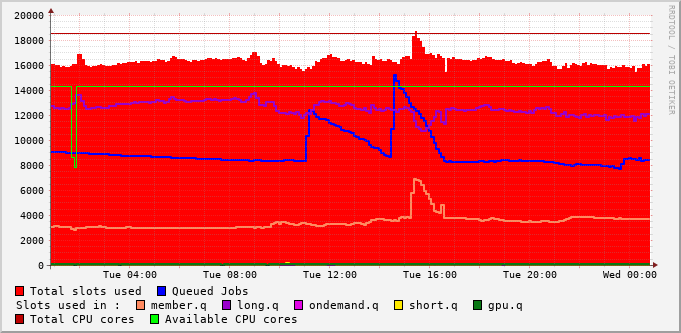 20000
18000
16000
14000
12000
10000
8000
6000
4000
2000
0
Tue 04:00 Tue 08:00 Tue 12:00 Tue 16:00 Tue 20:00 Wed 00:00
RRDTOOL / TOBI OETIKER
Total slots used Queued Jobs
Slots used in : member.q long.q ondemand.q short.q gpu.q
Total CPU cores Available CPU cores